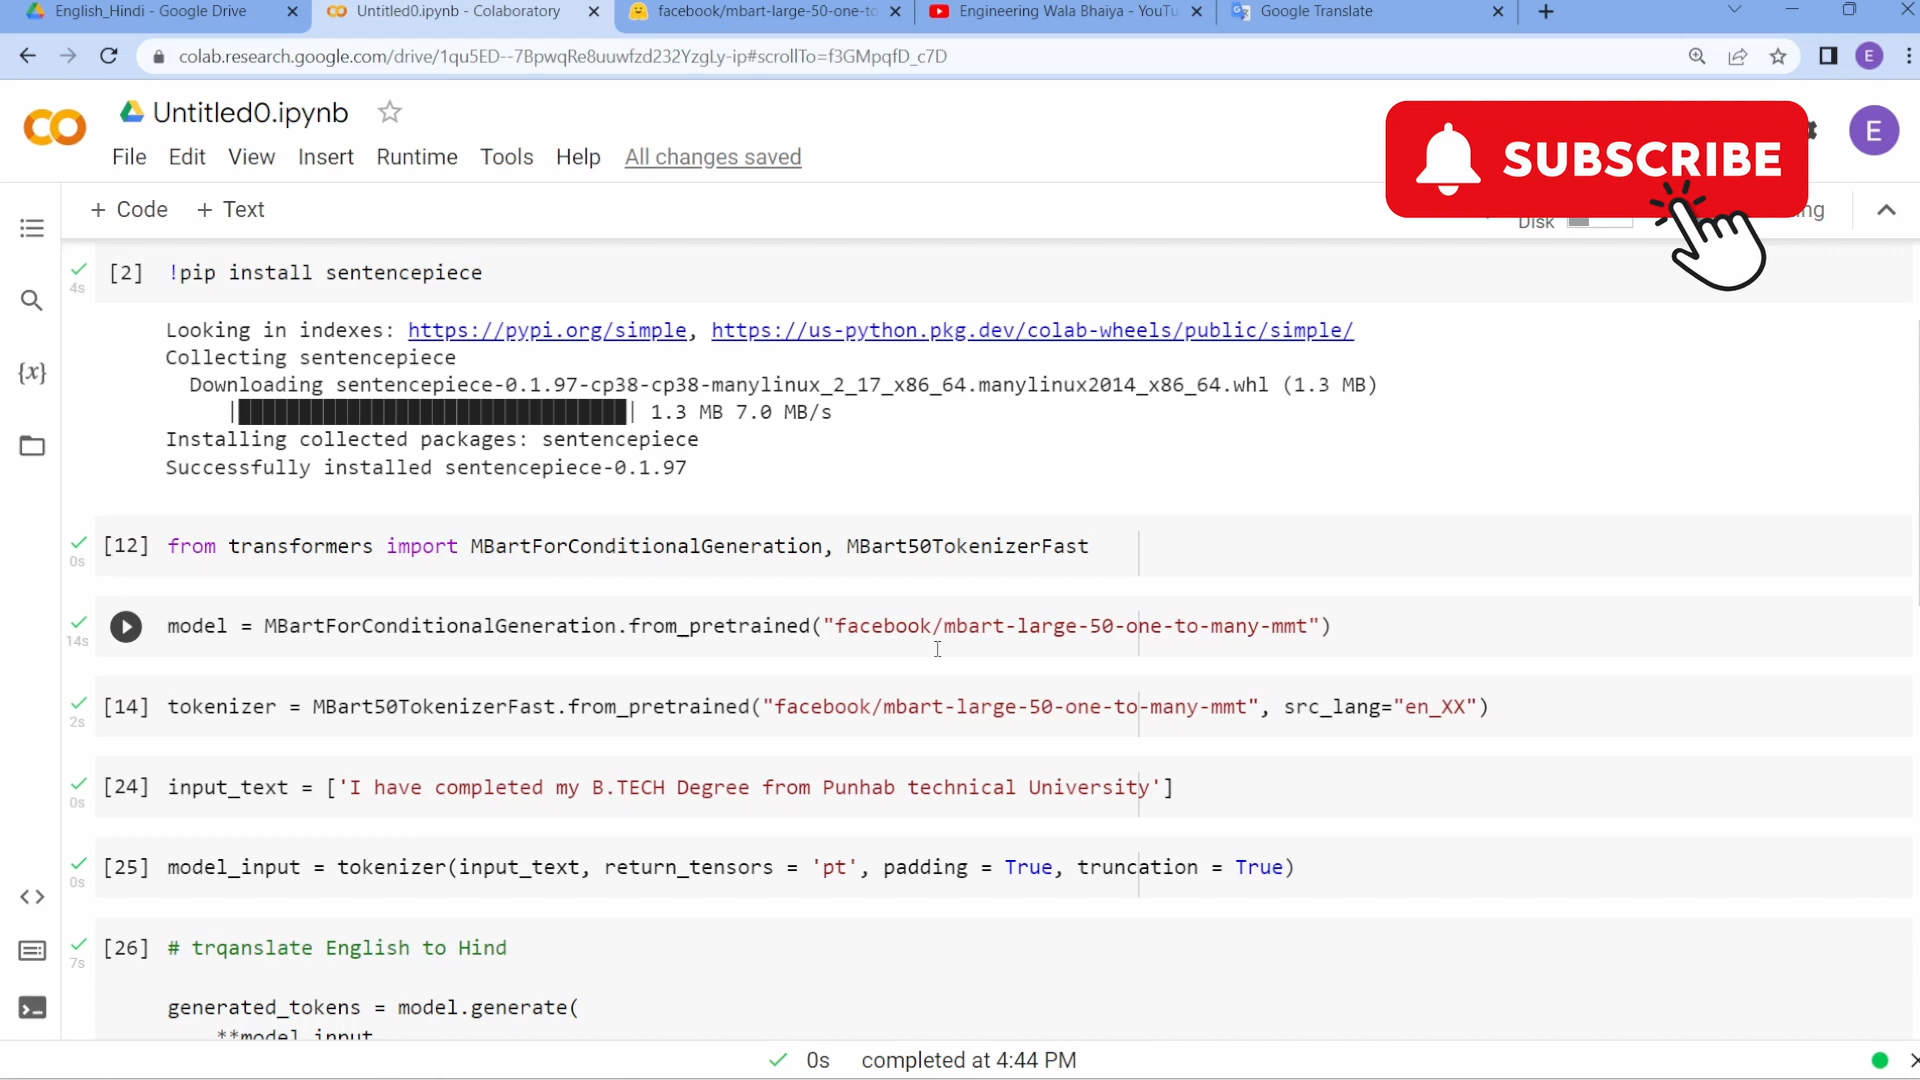 English_Hindi - Google Drive
Untitled0.ipynb - Colaboratory
facebook/mbart-large-50-one-to
Engineering Wala Bhaiya - YouTu
Google Translate
colab.research.google.com/drive/1qu5ED--7BpwqRe8uuwfzd232YzgLy-ip#scrollTo=f3GMpqfD_c7D
E
CO
Untitled0.ipynb
File Edit View Insert Runtime Tools Help All changes saved
SUBSCRIBE
E
+ Code + Text
Disk
ng
[2] !pip install sentencepiece
4s
Looking in indexes: https://pypi.org/simple, https://us-python.pkg.dev/colab-wheels/public/simple/
Collecting sentencepiece
Downloading sentencepiece-0.1.97-cp38-cp38-manylinux_2_17_x86_64.manylinux2014_x86_64.whl (1.3 MB)
|████████████████████████████████| 1.3 MB 7.0 MB/s
Installing collected packages: sentencepiece
Successfully installed sentencepiece-0.1.97
[12] from transformers import MBartForConditionalGeneration, MBart50TokenizerFast
0s
model = MBartForConditionalGeneration.from_pretrained("facebook/mbart-large-50-one-to-many-mmt")
14s
[14] tokenizer = MBart50TokenizerFast.from_pretrained("facebook/mbart-large-50-one-to-many-mmt", src_lang="en_XX")
2s
[24] input_text = ['I have completed my B.TECH Degree from Punhab technical University']
0s
[25] model_input = tokenizer(input_text, return_tensors = 'pt', padding = True, truncation = True)
0s
[26] # trqanslate English to Hind
7s
generated_tokens = model.generate(
**model_input
0s completed at 4:44 PM